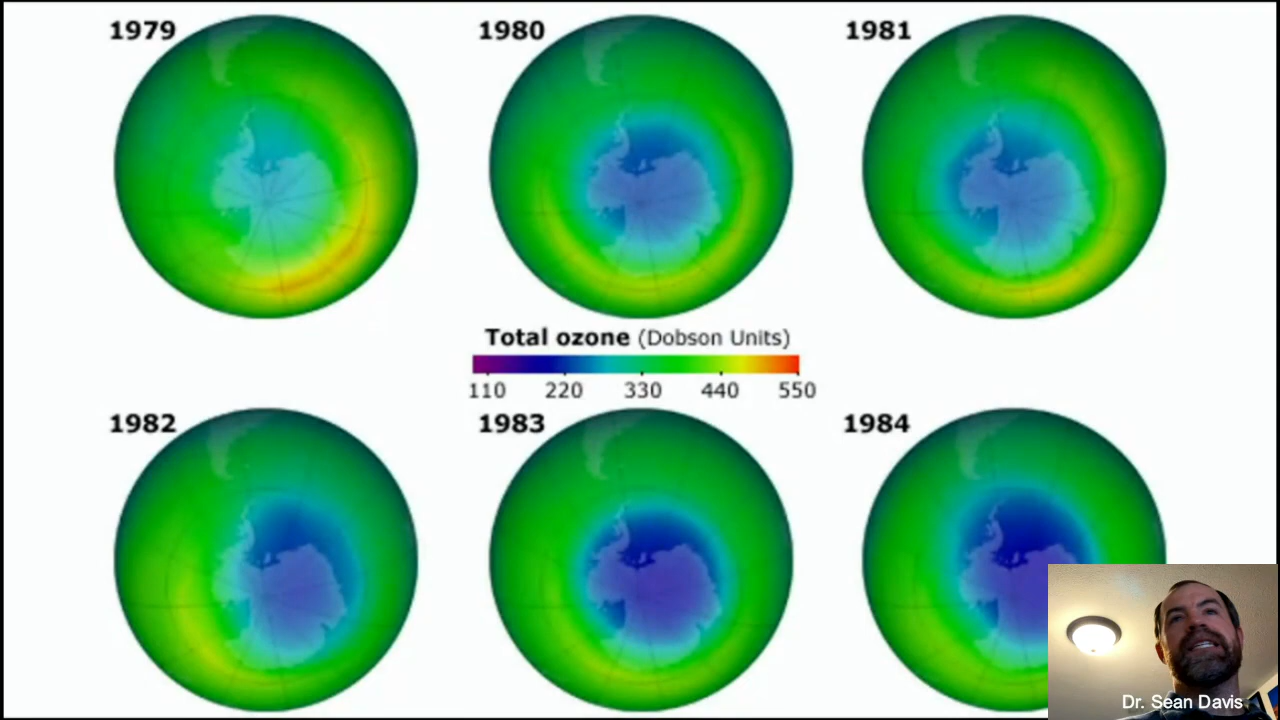 1979
1980
1981
Total ozone (Dobson Units)
110 220 330 440 550
1982
1983
1984
Dr. Sean Davis